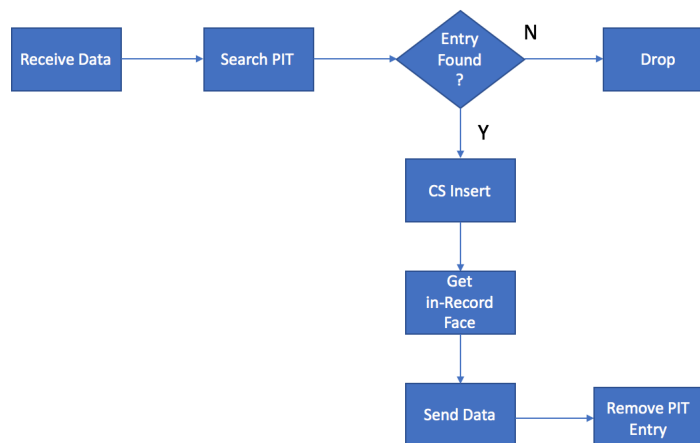 Receive Data
Search PIT
Entry
Found
?
N
Drop
Y
CS Insert
Get
in-Record
Face
Send Data
Remove PIT
Entry